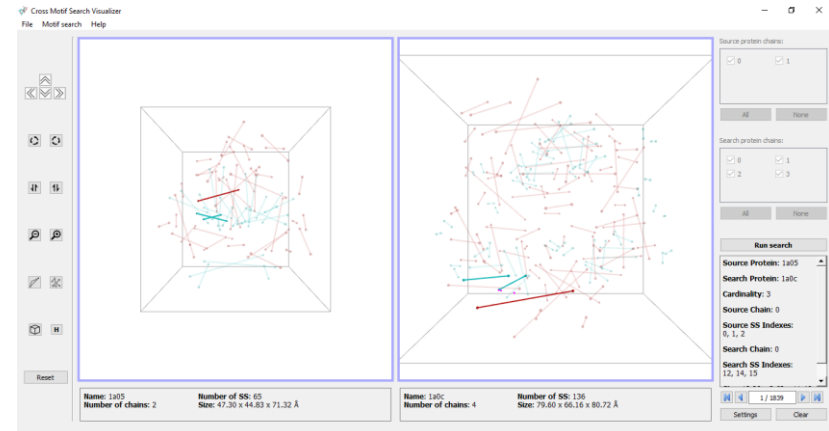 Cross Motif Search Visualizer
File Motif search Help
Source protein chains:
0 1
All None
Search protein chains:
0 1
2 3
All None
Run search
Source Protein: 1a05
Search Protein: 1a0c
Cardinality: 3
Source Chain: 0
Source SS Indexes:
0, 1, 2
Search Chain: 0
Search SS Indexes:
12, 14, 15
1 / 1839
Settings Clear
H
Reset
Name: 1a05 Number of SS: 65
Number of chains: 2 Size: 47.30 x 44.83 x 71.32 Å
Name: 1a0c Number of SS: 136
Number of chains: 4 Size: 79.60 x 66.16 x 80.72 Å